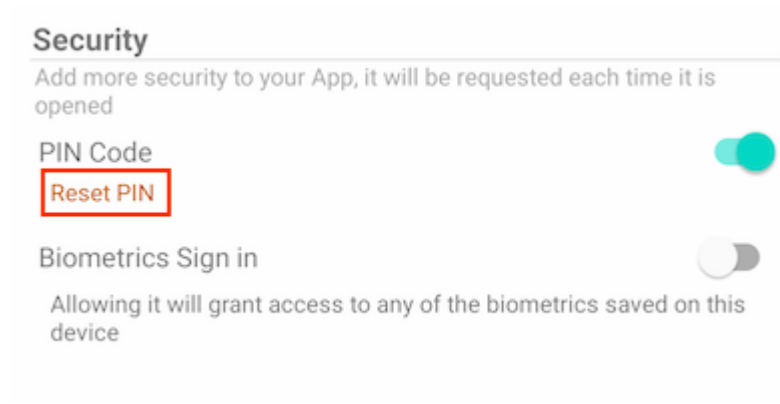 Security
Add more security to your App, it will be requested each time it is
opened
PIN Code
Reset PIN
Biometrics Sign in
Allowing it will grant access to any of the biometrics saved on this
device